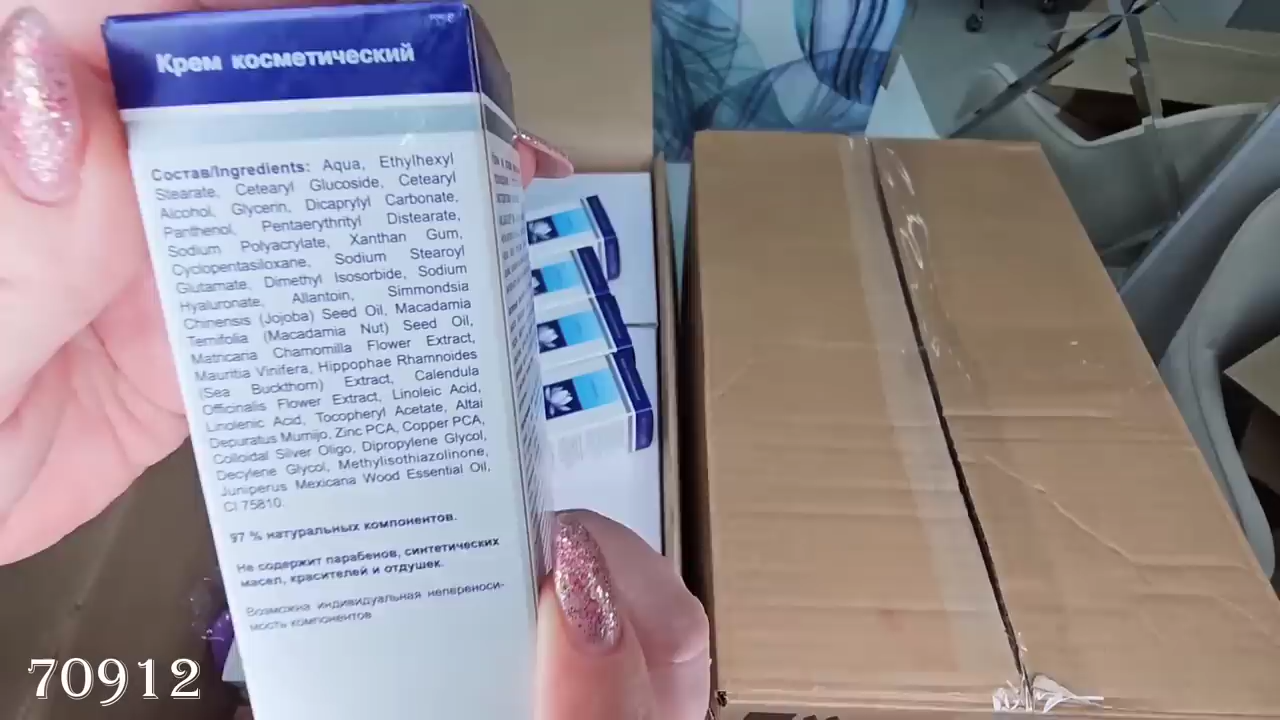 Крем косметический
Состав/Ingredients: Aqua, Ethylhexyl
Stearate, Cetearyl Glucoside, Cetearyl
Alcohol, Glycerin, Dicaprylyl Carbonate,
Panthenol, Pentaerythrityl Distearate,
Sodium Polyacrylate, Xanthan Gum,
Cyclopentasiloxane, Sodium Stearoyl
Glutamate, Dimethyl Isosorbide, Sodium
Hyaluronate, Allantoin, Simmondsia
Chinensis (Jojoba) Seed Oil, Macadamia
Ternifolia (Macadamia Nut) Seed Oil,
Matricaria Chamomilla Flower Extract,
Mauritia Vinifera, Hippophae Rhamnoides
(Sea Buckthorn) Extract, Calendula
Officinalis Flower Extract, Linoleic Acid,
Linolenic Acid, Tocopheryl Acetate, Altai
Depuratus Mumijo, Zinc PCA, Copper PCA,
Colloidal Silver Oligo, Dipropylene Glycol,
Decylene Glycol, Methylisothiazolinone,
Juniperus Mexicana Wood Essential Oil,
CI 75810.
97 % натуральных компонентов.
Не содержит парабенов, синтетических
масел, красителей и отдушек.
Возможна индивидуальная непереноси-
мость компонентов
70912